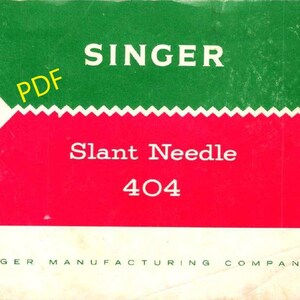 SINGER
PDF
Slant Needle
404
GER MANUFACTURING COMPAN